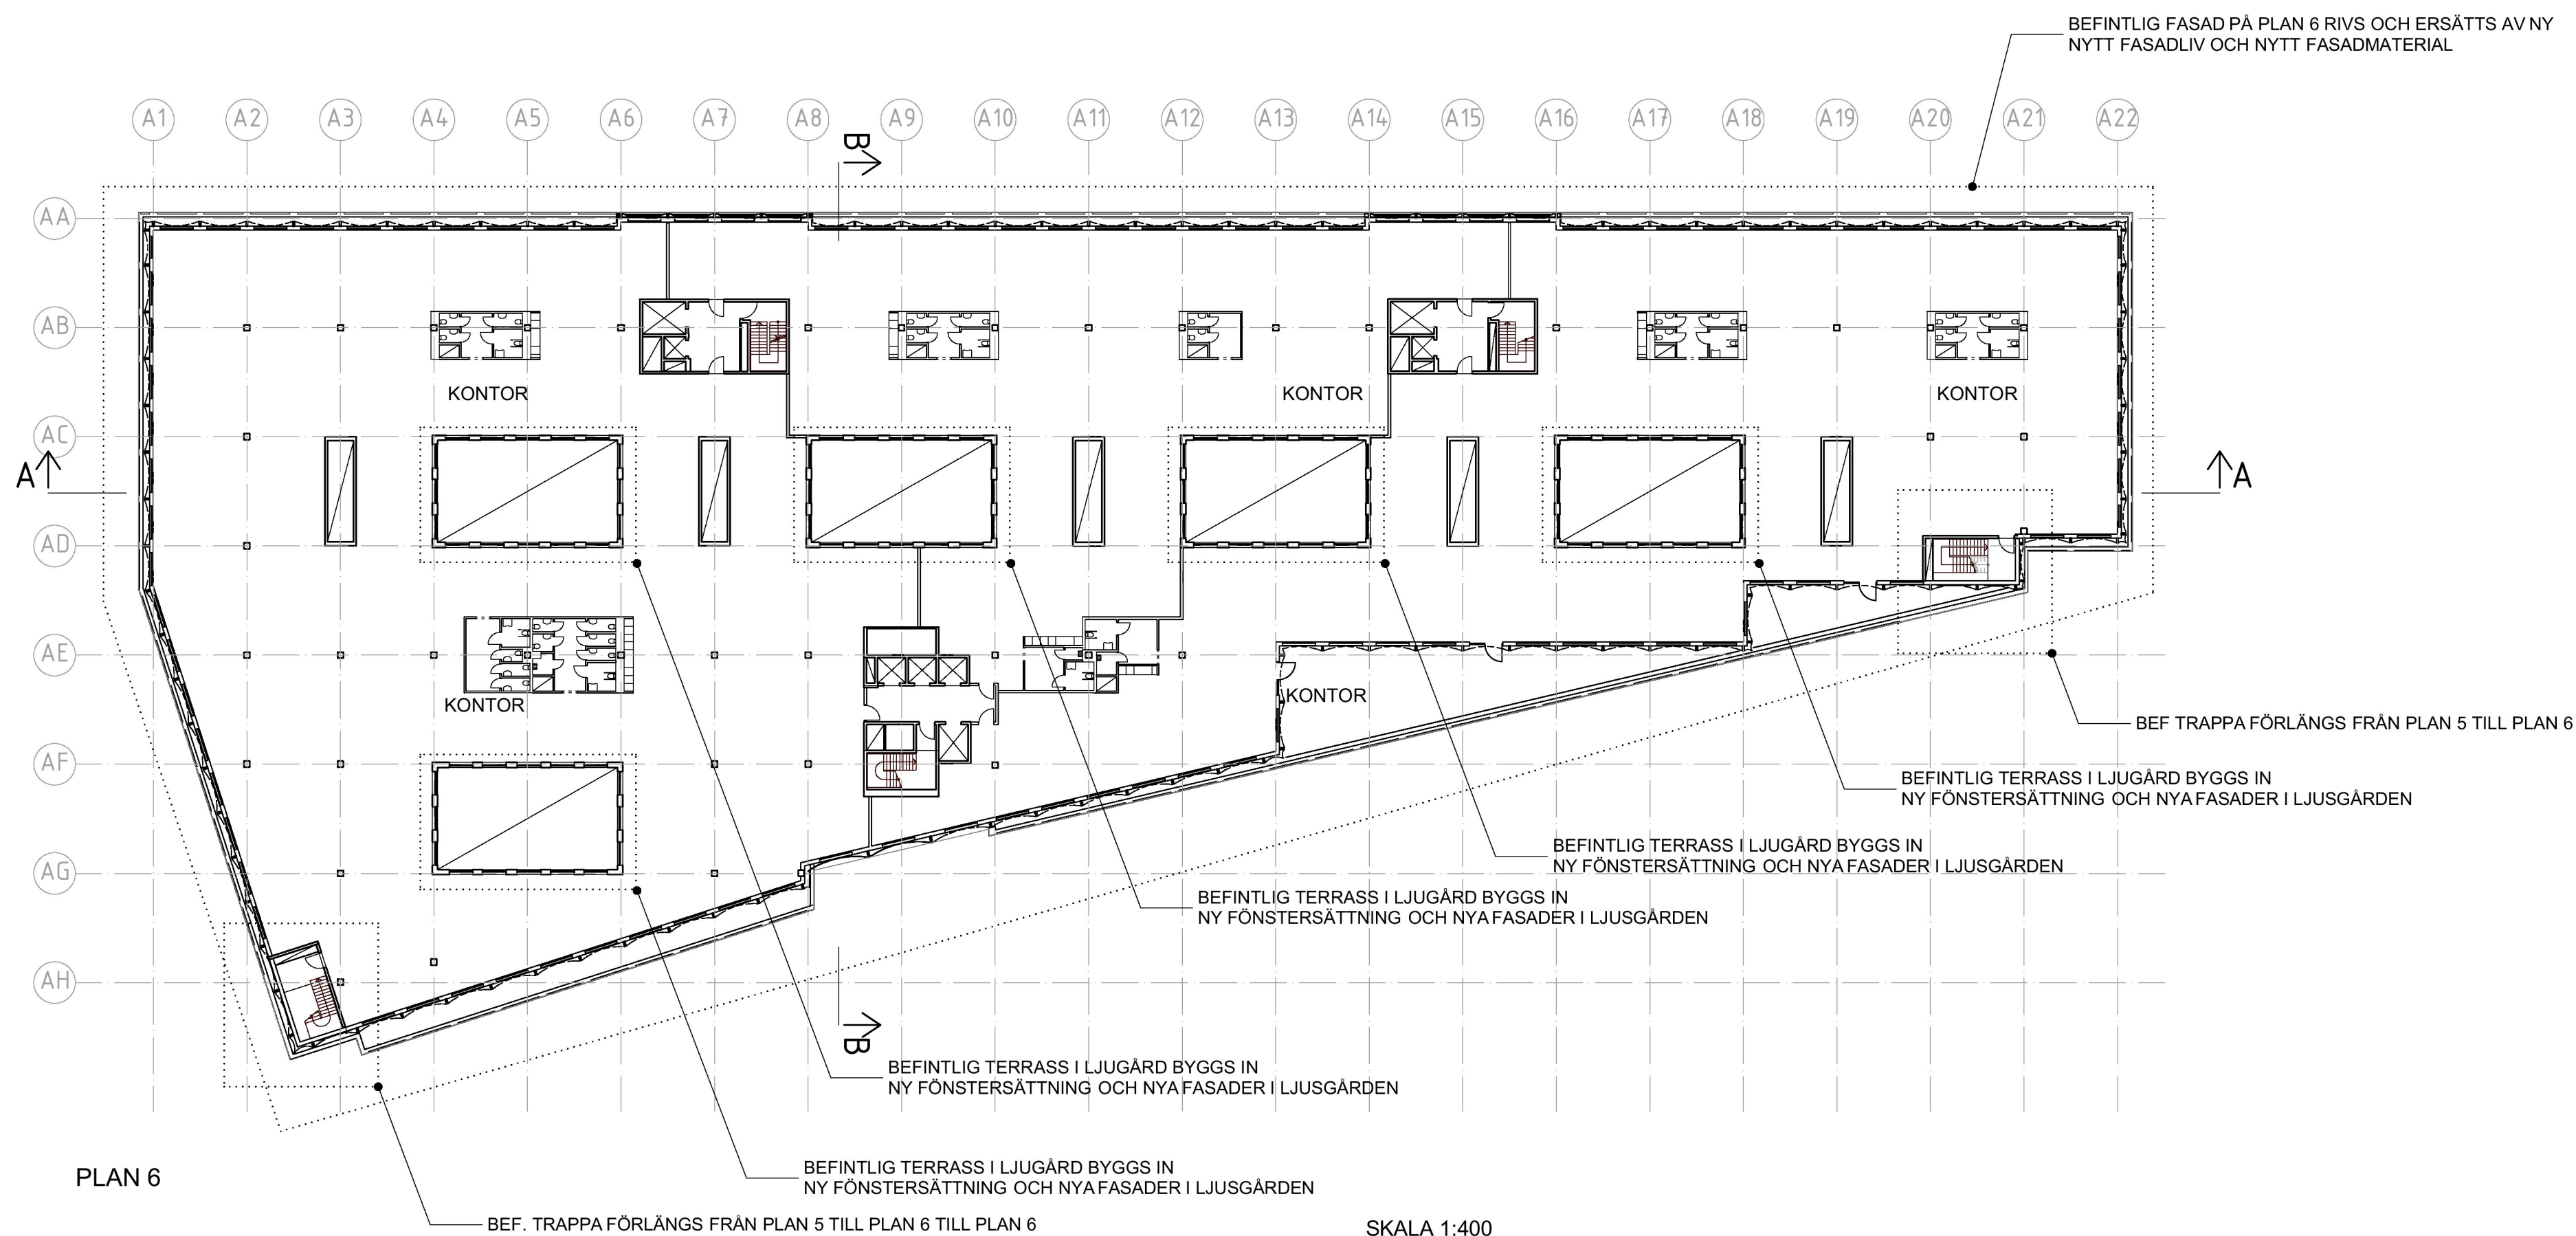 BEFINTLIG FASAD PÅ PLAN 6 RIVS OCH ERSÄTTS AV NY
NYTT FASADLIV OCH NYTT FASADMATERIAL
A1 A2 A3 A4 A5 A6 A7 A8 A9 A10 A11 A12 A13 A14 A15 A16 A17 A18 A19 A20 A21 A22
B
AA
AB
KONTOR KONTOR KONTOR
AC
A A
AD
AE
KONTOR KONTOR
BEF TRAPPA FÖRLÄNGS FRÅN PLAN 5 TILL PLAN 6
AF
BEFINTLIG TERRASS I LJUGÅRD BYGGS IN
NY FÖNSTERSÄTTNING OCH NYA FASADER I LJUSGÅRDEN
BEFINTLIG TERRASS I LJUGÅRD BYGGS IN
NY FÖNSTERSÄTTNING OCH NYA FASADER I LJUSGÅRDEN
AG
BEFINTLIG TERRASS I LJUGÅRD BYGGS IN
NY FÖNSTERSÄTTNING OCH NYA FASADER I LJUSGÅRDEN
AH
B
BEFINTLIG TERRASS I LJUGÅRD BYGGS IN
NY FÖNSTERSÄTTNING OCH NYA FASADER I LJUSGÅRDEN
BEFINTLIG TERRASS I LJUGÅRD BYGGS IN
NY FÖNSTERSÄTTNING OCH NYA FASADER I LJUSGÅRDEN
PLAN 6
BEF. TRAPPA FÖRLÄNGS FRÅN PLAN 5 TILL PLAN 6 TILL PLAN 6
SKALA 1:400